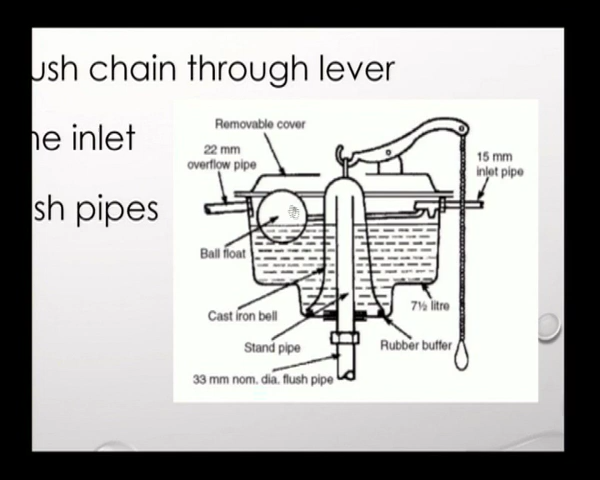 ush chain through lever
ne inlet
sh pipes
Removable cover
22 mm
overflow pipe
15 mm
inlet pipe
Ball float
Cast iron bell
7½ litre
Stand pipe
Rubber buffer
33 mm nom. dia. flush pipe